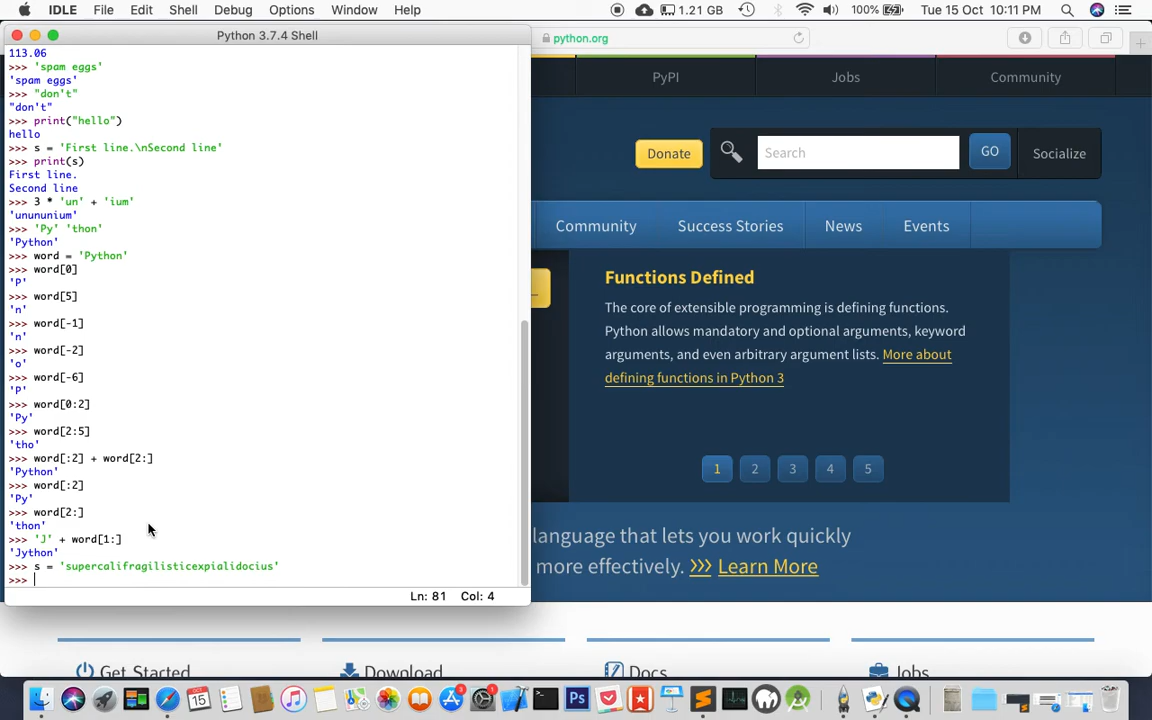 IDLE File Edit Shell Debug Options Window Help 1.21 GB 100% Tue 15 Oct 10:11 PM
Python 3.7.4 Shell
113.06
>>> 'spam eggs'
'spam eggs'
>>> "don't"
"don't"
>>> print("hello")
hello
>>> s = 'First line.\nSecond line'
>>> print(s)
First line.
Second line
>>> 3 * 'un' + 'ium'
'unununium'
>>> 'Py' 'thon'
'Python'
>>> word = 'Python'
>>> word[0]
'P'
>>> word[5]
'n'
>>> word[-1]
'n'
>>> word[-2]
'o'
>>> word[-6]
'P'
>>> word[0:2]
'Py'
>>> word[2:5]
'tho'
>>> word[:2] + word[2:]
'Python'
>>> word[:2]
'Py'
>>> word[2:]
'thon'
>>> 'J' + word[1:]
'Jython'
>>> s = 'supercalifragilisticexpialidocius'
>>>
Ln: 81 Col: 4
python.org
PyPI Jobs Community
Donate Search GO Socialize
Community Success Stories News Events
Functions Defined
The core of extensible programming is defining functions.
Python allows mandatory and optional arguments, keyword
arguments, and even arbitrary argument lists. More about
defining functions in Python 3
1 2 3 4 5
language that lets you work quickly
more effectively. >>> Learn More
Get Started Download Docs Jobs
15 3 1 Ps